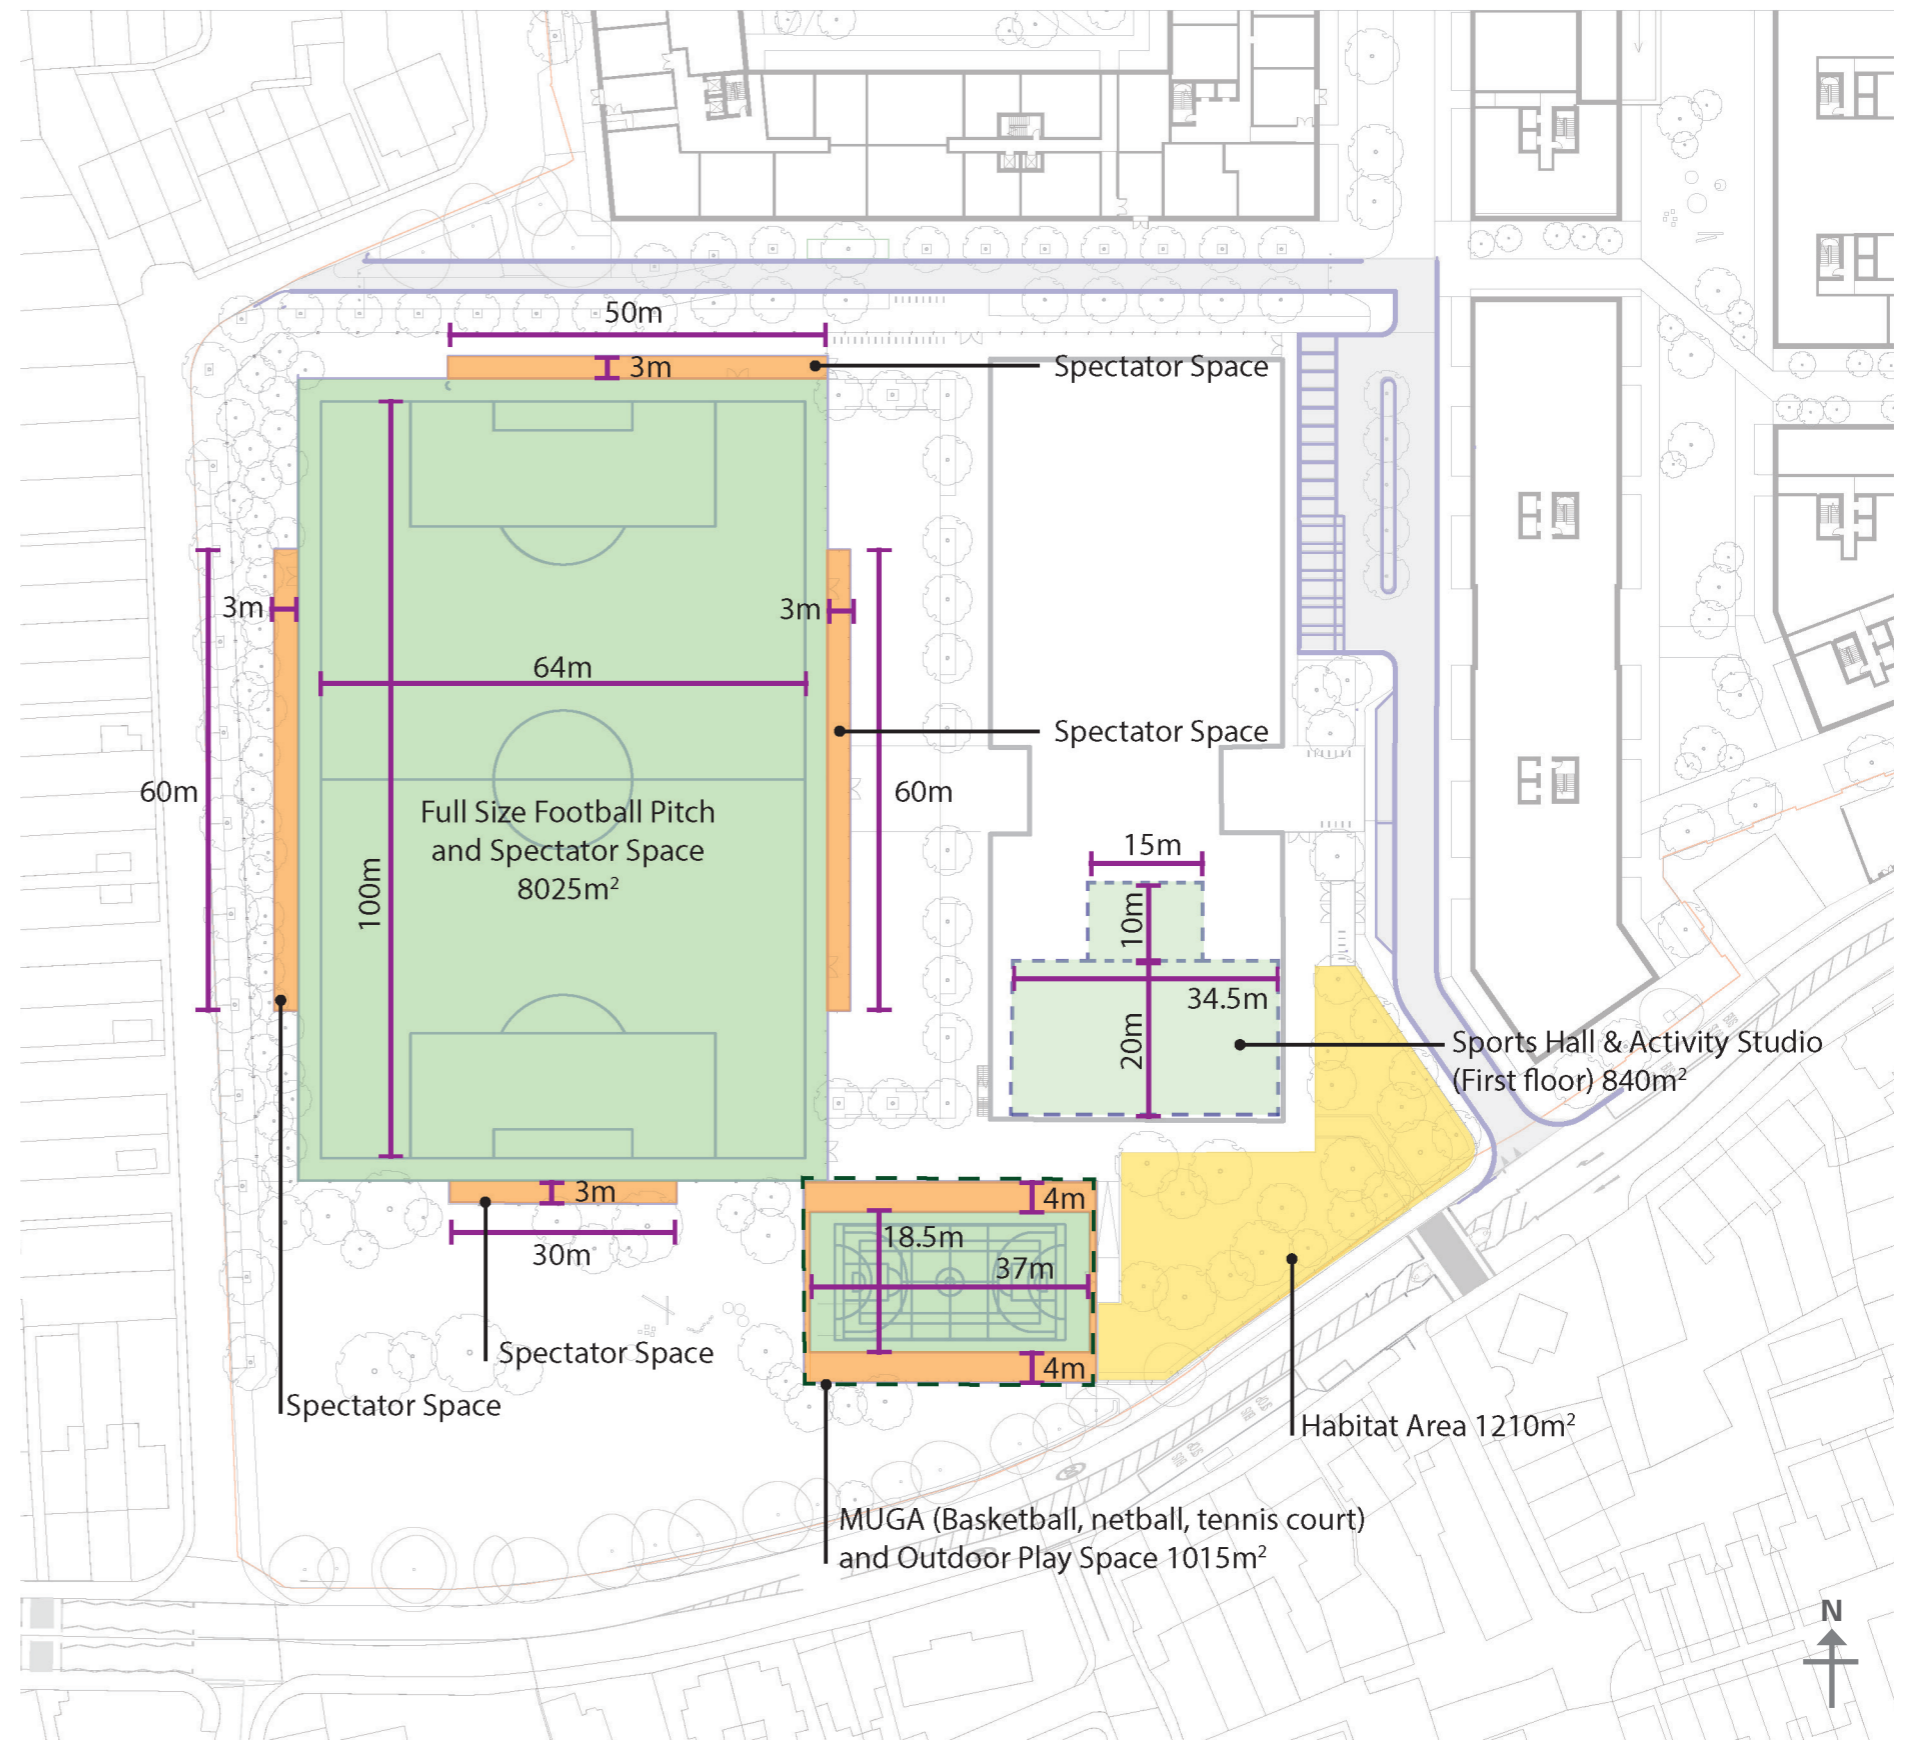 50m
3m
Spectator Space
3m
3m
64m
Spectator Space
60m
60m
Full Size Football Pitch
and Spectator Space
8025m²
100m
15m
10m
34.5m
20m
Sports Hall & Activity Studio
(First floor) 840m²
3m
4m
18.5m
30m
37m
Spectator Space
4m
Spectator Space
Habitat Area 1210m²
MUGA (Basketball, netball, tennis court)
and Outdoor Play Space 1015m²
N